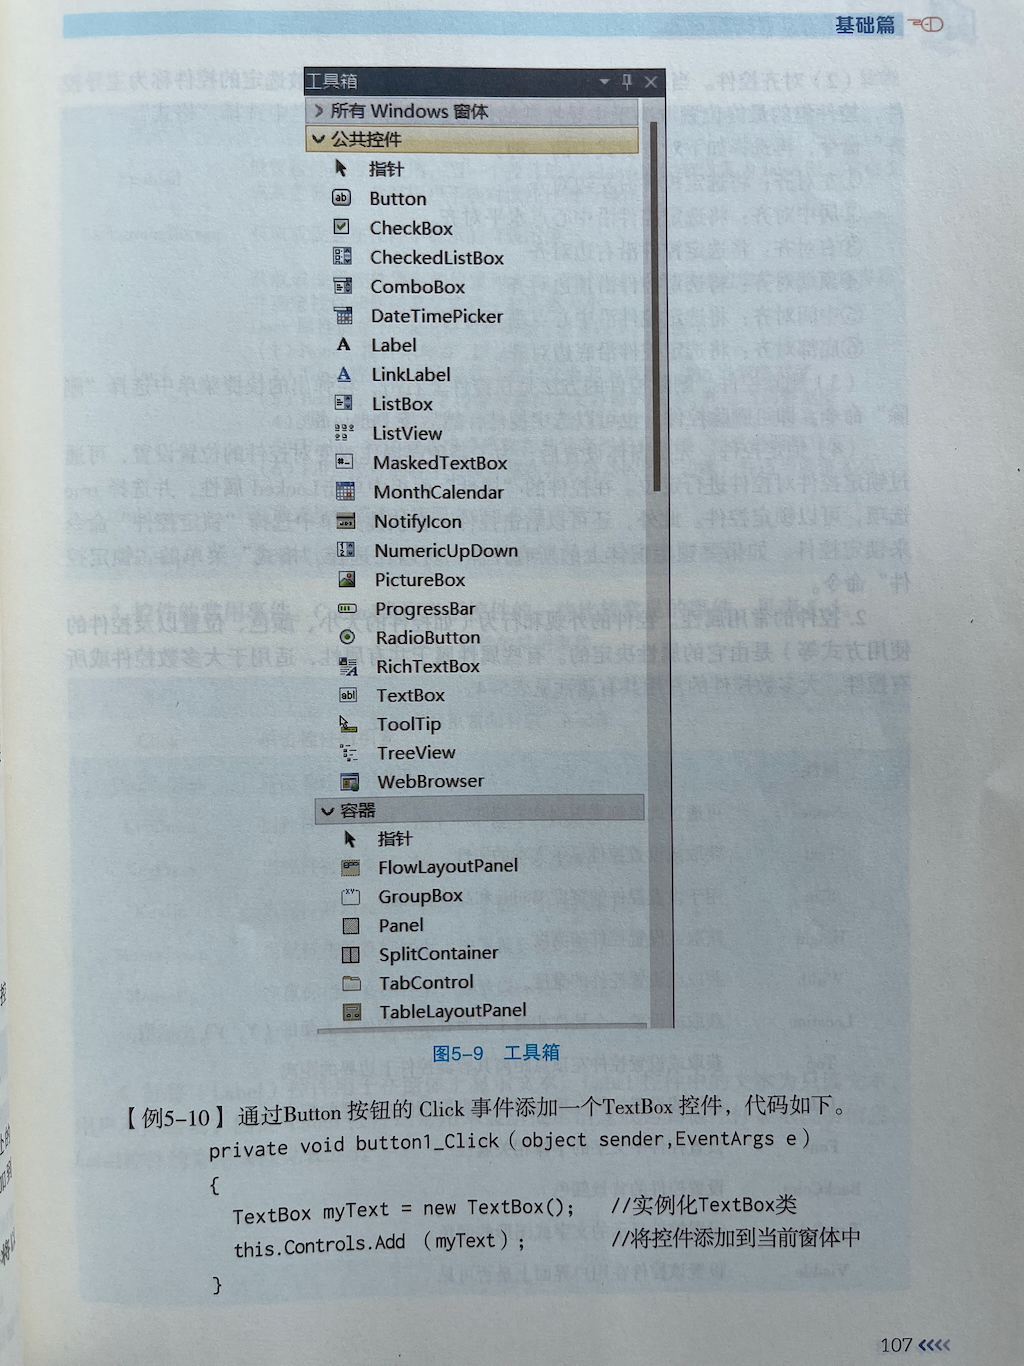 基础篇
工具箱
所有 Windows 窗体
公共控件
指针
Button
CheckBox
CheckedListBox
ComboBox
DateTimePicker
Label
LinkLabel
ListBox
ListView
MaskedTextBox
MonthCalendar
NotifyIcon
NumericUpDown
PictureBox
ProgressBar
RadioButton
RichTextBox
TextBox
ToolTip
TreeView
WebBrowser
容器
指针
FlowLayoutPanel
GroupBox
Panel
SplitContainer
TabControl
TableLayoutPanel
图5-9 工具箱
【例5-10】通过Button 按钮的 Click 事件添加一个TextBox 控件，代码如下。
private void button1_Click（object sender,EventArgs e）
{
TextBox myText = new TextBox(); //实例化TextBox类
this.Controls.Add （myText）; //将控件添加到当前窗体中
}
107